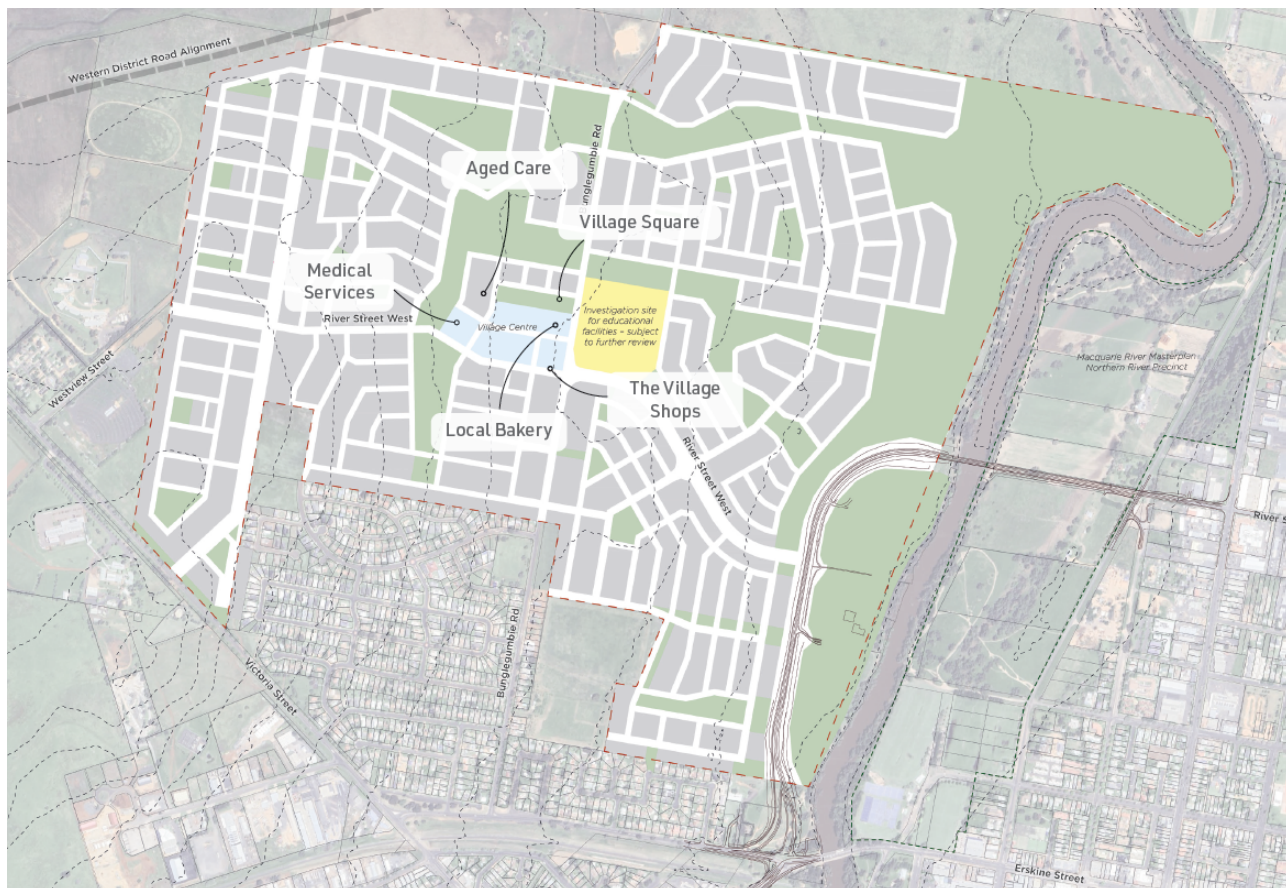 Western District Road Alignment
Bunglegumbie Rd
Aged Care
Village Square
Medical
Services
River Street West
Village Centre
Investigation site
for educational
facilities – subject
to further review
Westview Street
Macquarie River Masterplan
Northern River Precinct
The Village
Shops
Local Bakery
River Street West
River S
Bunglegumbie Rd
Victoria Street
Erskine Street